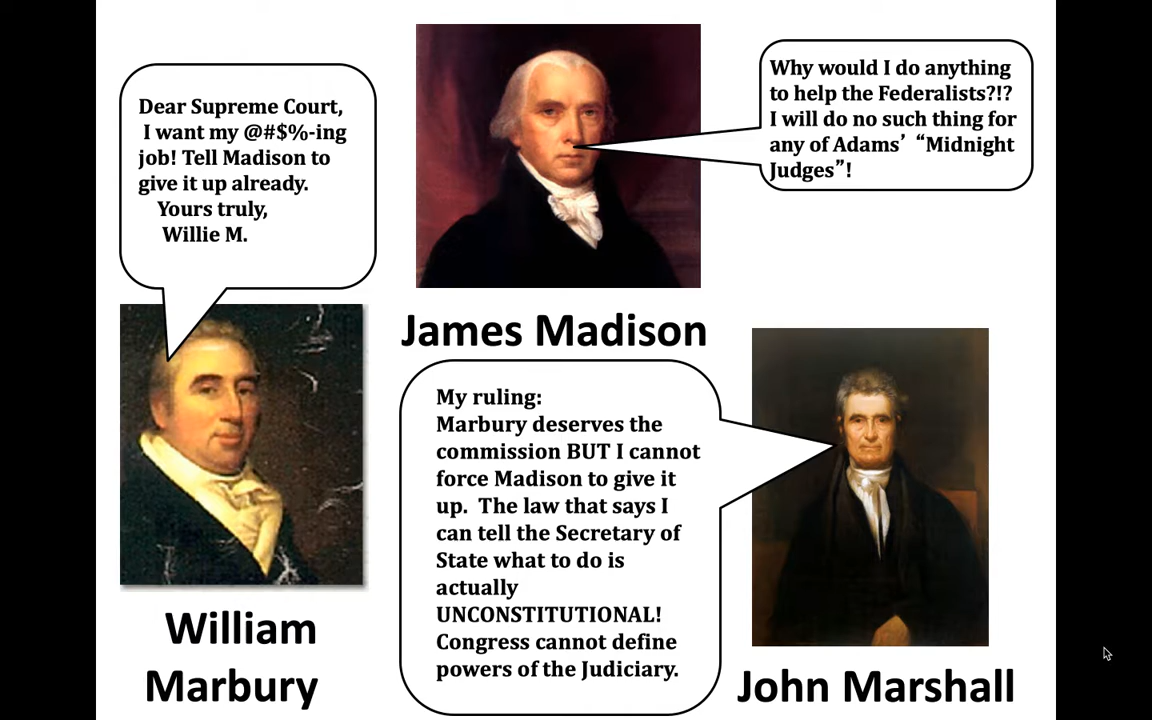 Dear Supreme Court,
I want my @#$%-ing
job! Tell Madison to
give it up already.
Yours truly,
Willie M.
William
Marbury
Why would I do anything
to help the Federalists?!?
I will do no such thing for
any of Adams’ “Midnight
Judges”!
James Madison
My ruling:
Marbury deserves the
commission BUT I cannot
force Madison to give it
up. The law that says I
can tell the Secretary of
State what to do is
actually
UNCONSTITUTIONAL!
Congress cannot define
powers of the Judiciary.
John Marshall